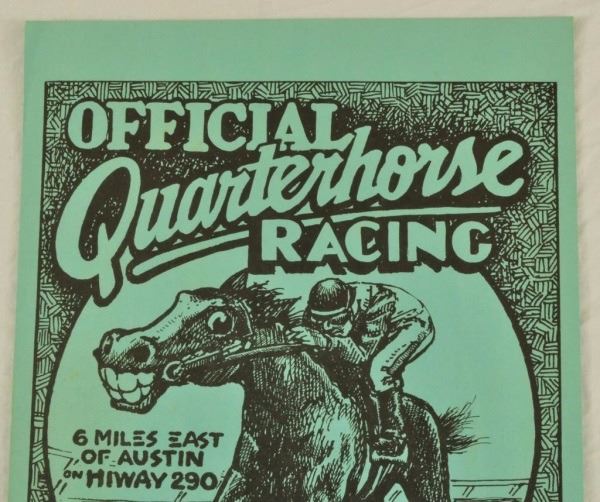 OFFICIAL
Quarterhorse
RACING
6 MILES EAST
OF AUSTIN
ON HIWAY 290